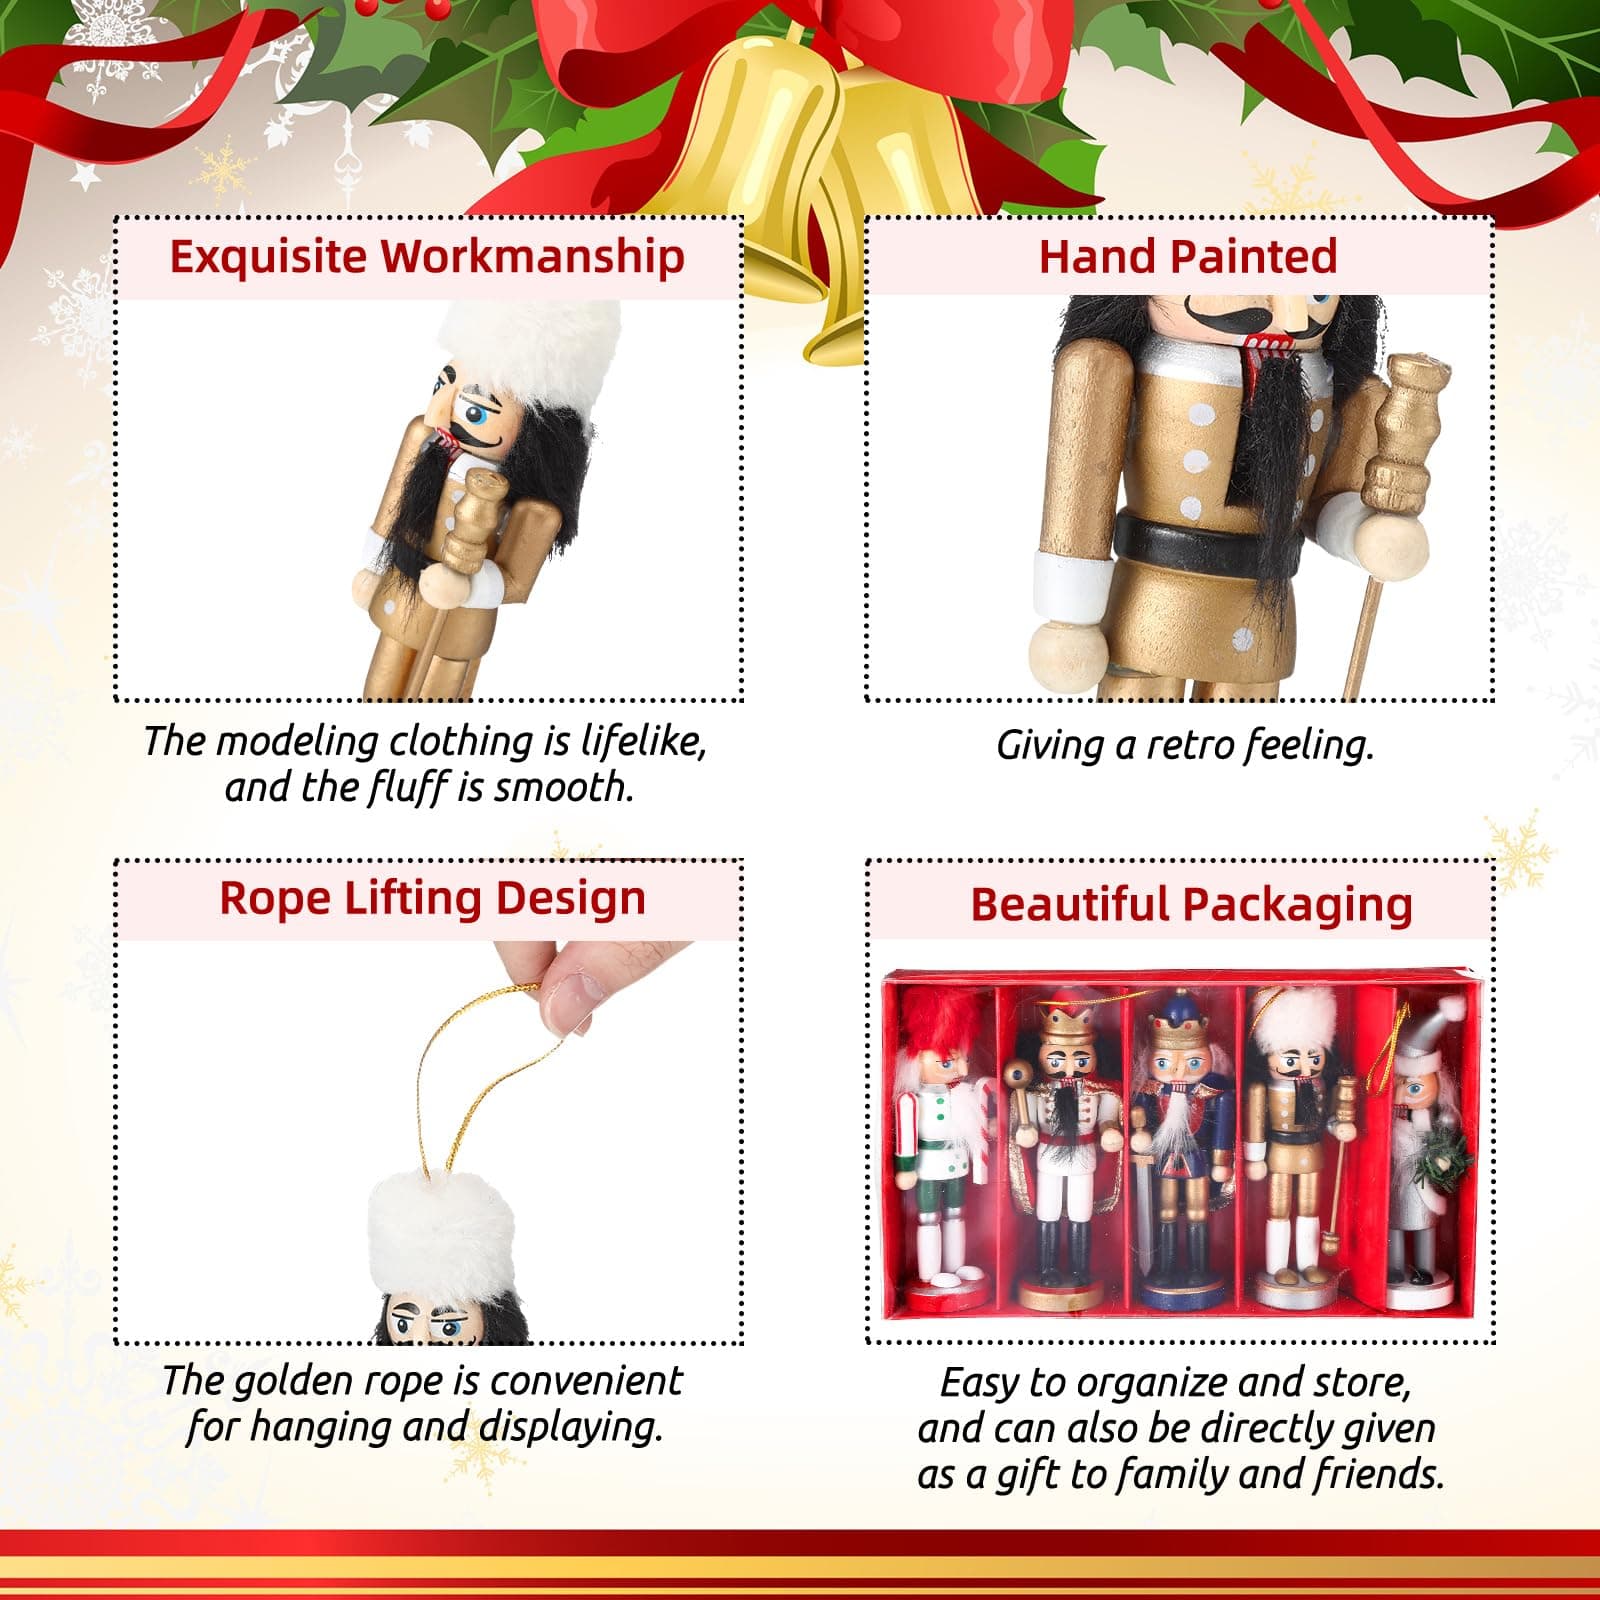 Exquisite Workmanship
The modeling clothing is lifelike,
and the fluff is smooth.
Hand Painted
Giving a retro feeling.
Rope Lifting Design
The golden rope is convenient
for hanging and displaying.
Beautiful Packaging
Easy to organize and store,
and can also be directly given
as a gift to family and friends.